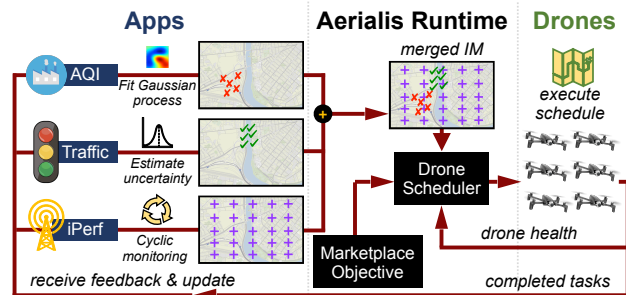 Apps
Aerialis Runtime
Drones
AQI
Fit Gaussian
process
Traffic
Estimate
uncertainty
iPerf
Cyclic
monitoring
merged IM
Drone
Scheduler
Marketplace
Objective
execute
schedule
drone health
receive feedback & update
completed tasks